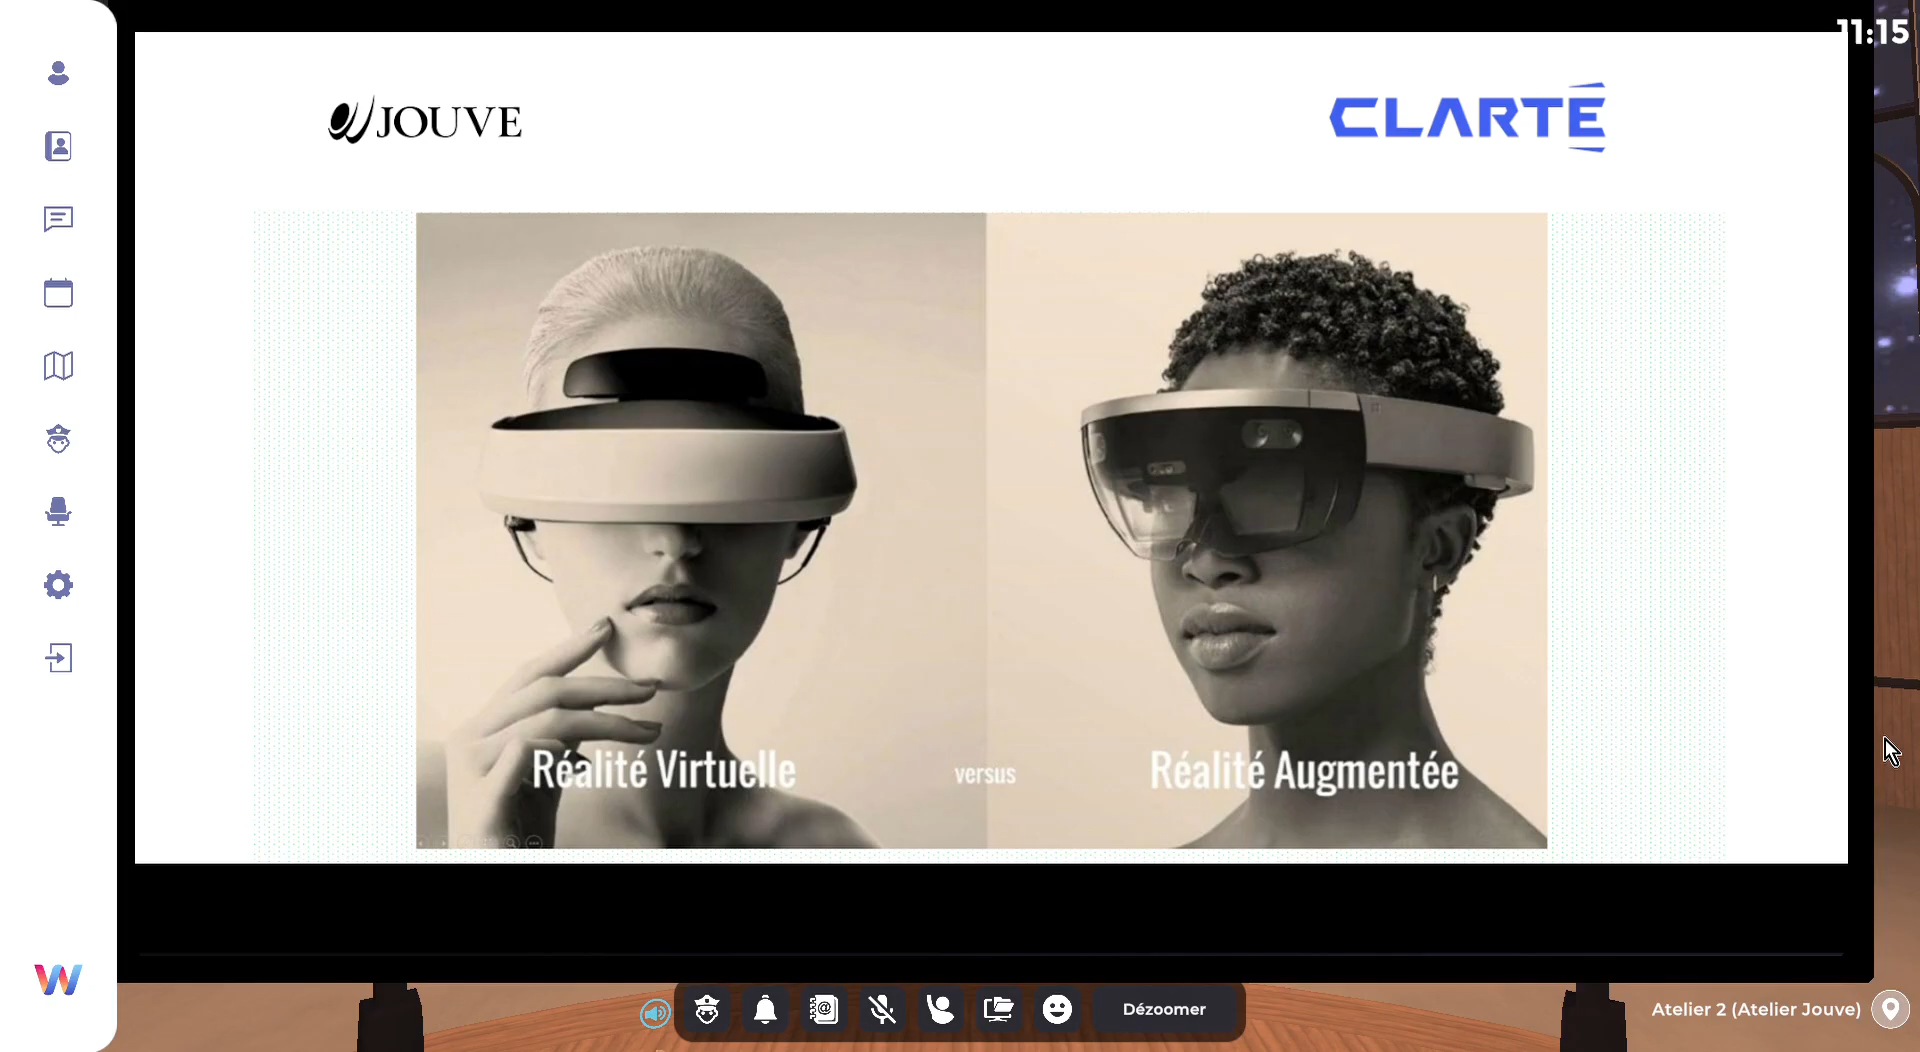 11:15
JOUVE
CLARTÉ
Réalité Virtuelle
versus
Réalité Augmentée
W
Dézoomer
Atelier 2 (Atelier Jouve)